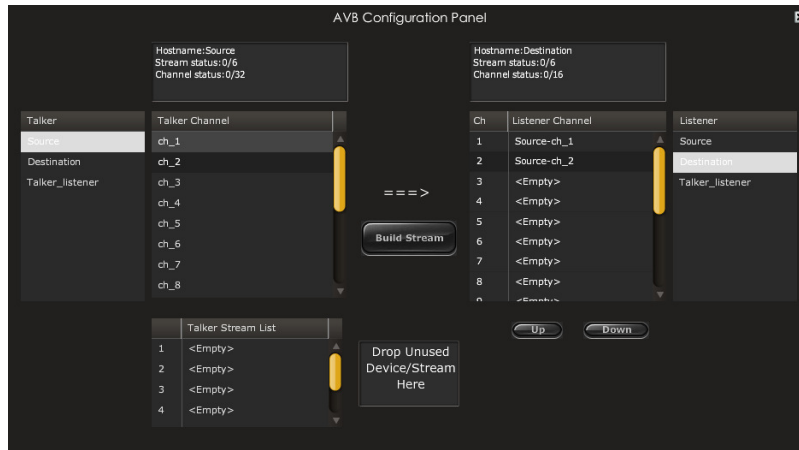 AVB Configuration Panel
Hostname:Source
Stream status:0/6
Channel status:0/32
Hostname:Destination
Stream status:0/6
Channel status:0/16
Talker
Source
Destination
Talker_listener
Talker Channel
ch_1
ch_2
ch_3
ch_4
ch_5
ch_6
ch_7
ch_8
===>
Build Stream
Ch Listener Channel
1 Source-ch_1
2 Source-ch_2
3 <Empty>
4 <Empty>
5 <Empty>
6 <Empty>
7 <Empty>
8 <Empty>
9 <Empty>
Listener
Source
Destination
Talker_listener
Up
Down
Talker Stream List
1 <Empty>
2 <Empty>
3 <Empty>
4 <Empty>
Drop Unused
Device/Stream
Here